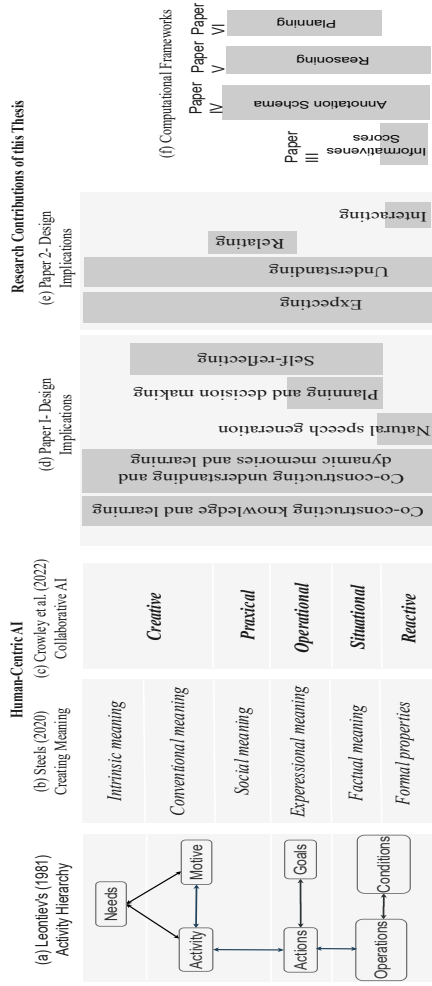 Human-Centric AI
Research Contributions of this Thesis
(a) Leontiev's (1981)
Activity Hierarchy
(b) Steels (2020)
Creating Meaning
(c) Crowley et al. (2022)
Collaborative AI
(d) Paper I- Design
Implications
(e) Paper 2- Design
Implications
(f) Computational Frameworks
Needs
Activity
Motive
Actions
Goals
Operations
Conditions
Intrinsic meaning
Conventional meaning
Social meaning
Experessional meaning
Factual meaning
Formal properties
Creative
Praxical
Operational
Situational
Reactive
Co-constructing knowledge and learning
Co-constructing understanding and
dynamic memories and learning
Natural speech generation
Planning and decision making
Self-reflecting
Expecting
Understanding
Relating
Interacting
Paper
III
Informativenes
Scores
Paper
IV
Annotation Schema
Paper
V
Reasoning
Paper
VI
Planning